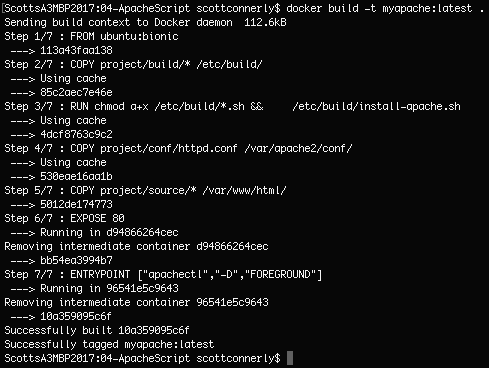 [ScottsA3MBP2017:04-ApacheScript scottconnerly$ docker build -t myapache:latest .
Sending build context to Docker daemon  112.6kB
Step 1/7 : FROM ubuntu:bionic
 ---> 113a43faa138
Step 2/7 : COPY project/build/* /etc/build/
 ---> Using cache
 ---> 85c2aec7e46e
Step 3/7 : RUN chmod a+x /etc/build/*.sh &&     /etc/build/install-apache.sh
 ---> Using cache
 ---> 4dcf8763c9c2
Step 4/7 : COPY project/conf/httpd.conf /var/apache2/conf/
 ---> Using cache
 ---> 530eae16aa1b
Step 5/7 : COPY project/source/* /var/www/html/
 ---> 5012de174773
Step 6/7 : EXPOSE 80
 ---> Running in d94866264cec
Removing intermediate container d94866264cec
 ---> bb54ea3994b7
Step 7/7 : ENTRYPOINT ["apachectl","-D","FOREGROUND"]
 ---> Running in 96541e5c9643
Removing intermediate container 96541e5c9643
 ---> 10a359095c6f
Successfully built 10a359095c6f
Successfully tagged myapache:latest
ScottsA3MBP2017:04-ApacheScript scottconnerly$